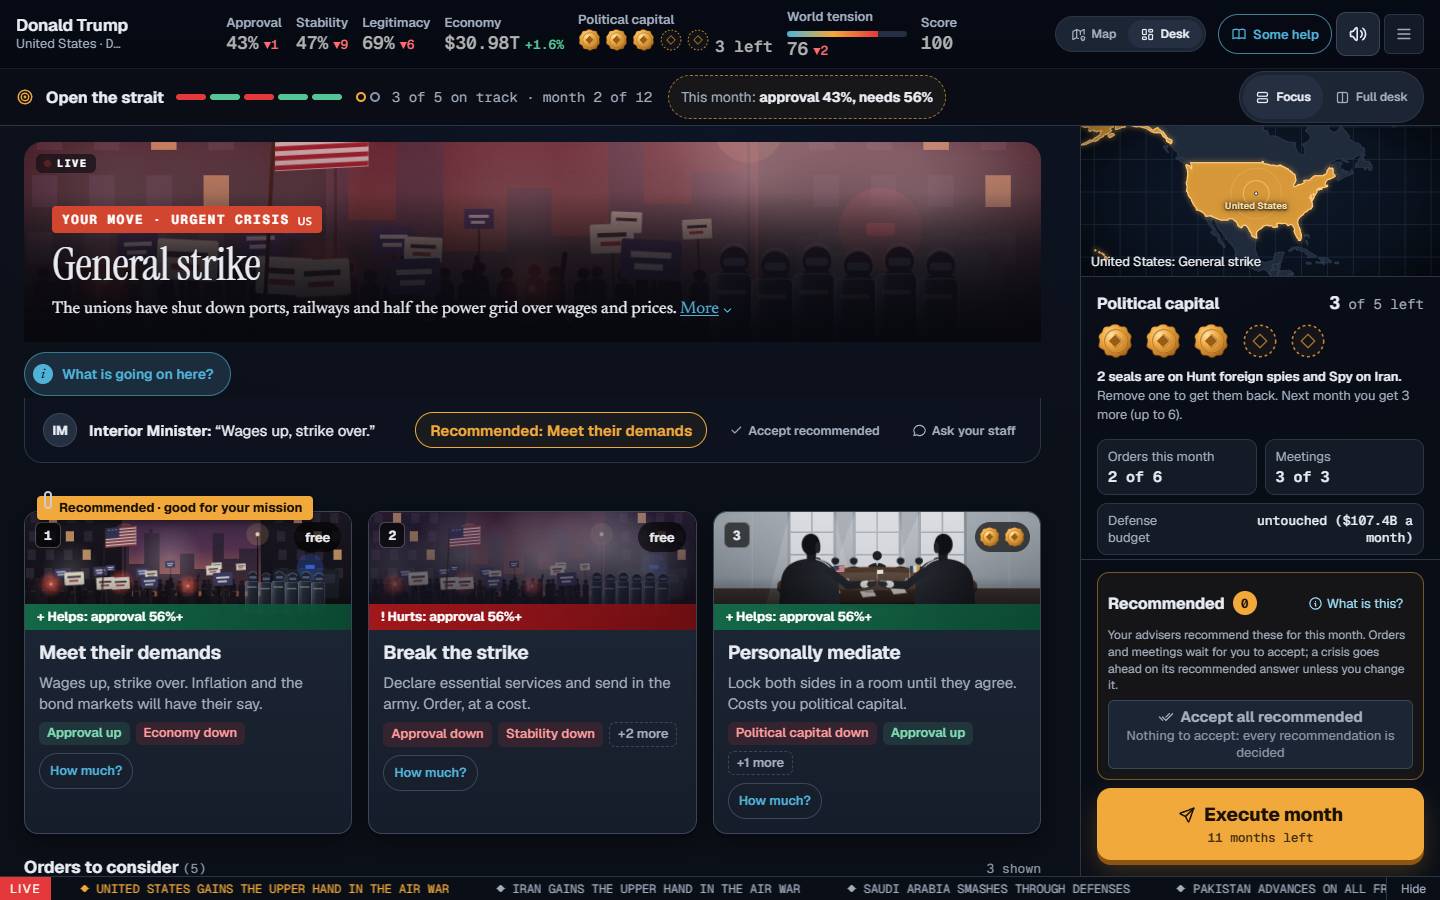 Donald Trump
United States · D...
Approval
43% ▾1
Stability
47% ▾9
Legitimacy
69% ▾6
Economy
$30.98T +1.6%
Political capital
3 left
World tension
76 ▾2
Score
100
Map
Desk
Some help
Open the strait
3 of 5 on track · month 2 of 12
This month: approval 43%, needs 56%
Focus
Full desk
LIVE
YOUR MOVE · URGENT CRISIS US
General strike
The unions have shut down ports, railways and half the power grid over wages and prices. More
What is going on here?
IM
Interior Minister: “Wages up, strike over.”
Recommended: Meet their demands
Accept recommended
Ask your staff
Recommended · good for your mission
1
free
+ Helps: approval 56%+
Meet their demands
Wages up, strike over. Inflation and the
bond markets will have their say.
Approval up
Economy down
How much?
2
free
! Hurts: approval 56%+
Break the strike
Declare essential services and send in the
army. Order, at a cost.
Approval down
Stability down
+2 more
How much?
3
+ Helps: approval 56%+
Personally mediate
Lock both sides in a room until they agree.
Costs you political capital.
Political capital down
Approval up
+1 more
How much?
Orders to consider (5)
3 shown
United States
United States: General strike
Political capital
3 of 5 left
2 seals are on Hunt foreign spies and Spy on Iran.
Remove one to get them back. Next month you get 3
more (up to 6).
Orders this month
2 of 6
Meetings
3 of 3
Defense
budget
untouched ($107.4B a
month)
Recommended 0
What is this?
Your advisers recommend these for this month. Orders
and meetings wait for you to accept; a crisis goes
ahead on its recommended answer unless you change
it.
Accept all recommended
Nothing to accept: every recommendation is
decided
Execute month
11 months left
LIVE
◆ UNITED STATES GAINS THE UPPER HAND IN THE AIR WAR
◆ IRAN GAINS THE UPPER HAND IN THE AIR WAR
◆ SAUDI ARABIA SMASHES THROUGH DEFENSES
◆ PAKISTAN ADVANCES ON ALL FR
Hide